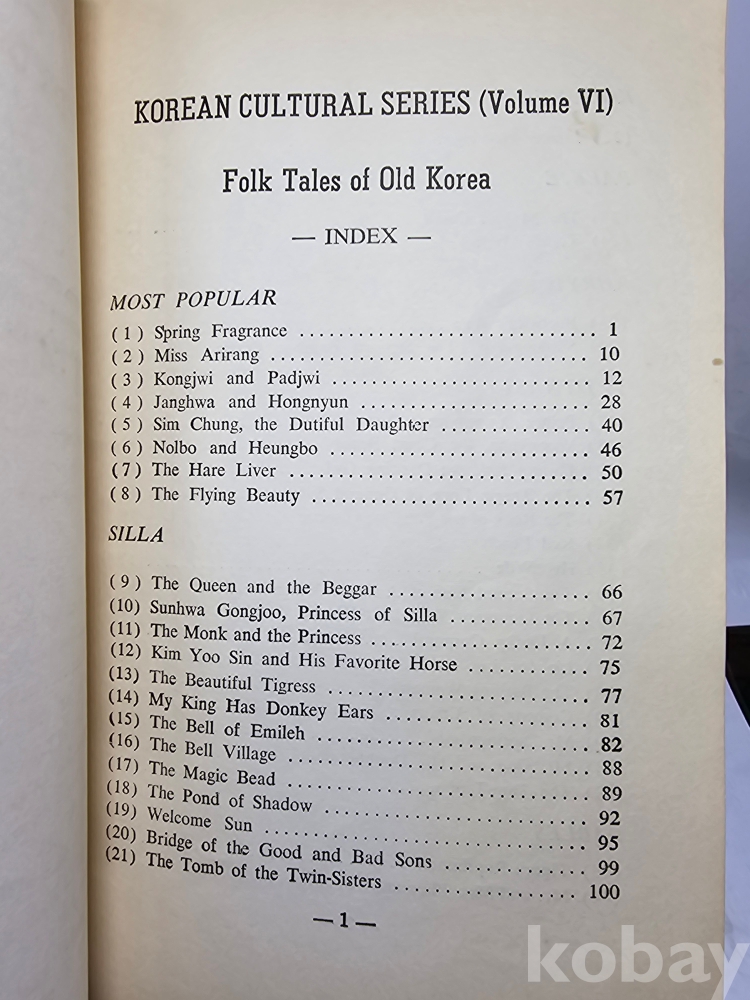 KOREAN CULTURAL SERIES (Volume VI)
Folk Tales of Old Korea
— INDEX —
MOST POPULAR
( 1 ) Spring Fragrance .............................. 1
( 2 ) Miss Arirang ................................. 10
( 3 ) Kongjwi and Padjwi ........................... 12
( 4 ) Janghwa and Hongnyun ........................ 28
( 5 ) Sim Chung, the Dutiful Daughter ............... 40
( 6 ) Nolbo and Heungbo ........................... 46
( 7 ) The Hare Liver ............................... 50
( 8 ) The Flying Beauty ............................. 57
SILLA
( 9 ) The Queen and the Beggar .................... 66
(10) Sunhwa Gongjoo, Princess of Silla .............. 67
(11) The Monk and the Princess ..................... 72
(12) Kim Yoo Sin and His Favorite Horse ............ 75
(13) The Beautiful Tigress .......................... 77
(14) My King Has Donkey Ears .................... 81
(15) The Bell of Emileh ........................... 82
(16) The Bell Village .............................. 88
(17) The Magic Bead .............................. 89
(18) The Pond of Shadow .......................... 92
(19) Welcome Sun ................................ 95
(20) Bridge of the Good and Bad Sons .............. 99
(21) The Tomb of the Twin-Sisters .................. 100
— 1 —
kobay